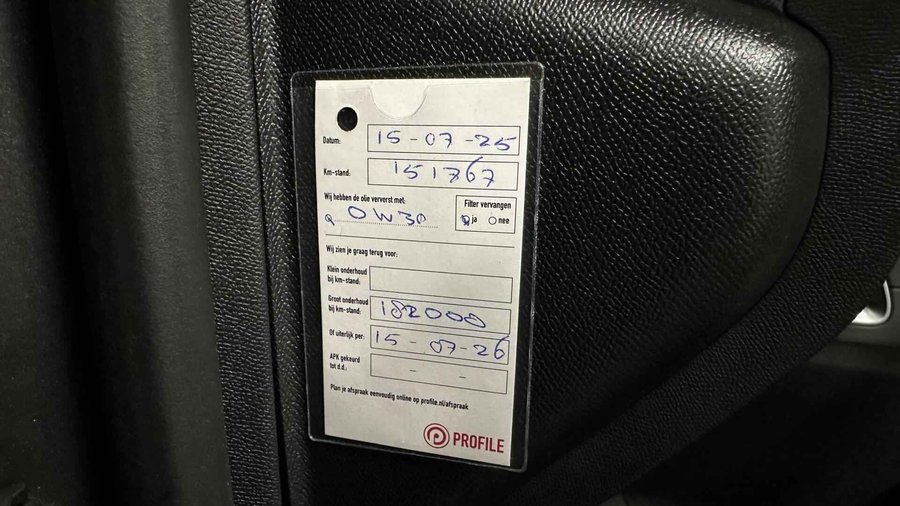 Datum: 15-07-25
Km-stand: 151767
Wij hebben de olie ververst met:
0W30
Filter vervangen
ja nee
Wij zien je graag terug voor:
Klein onderhoud
bij km-stand:
Groot onderhoud
bij km-stand: 182000
Of uiterlijk per: 15-07-26
APK gekeurd
tot d.d.: - -
Plan je afspraak eenvoudig online op profile.nl/afspraak
PROFILE